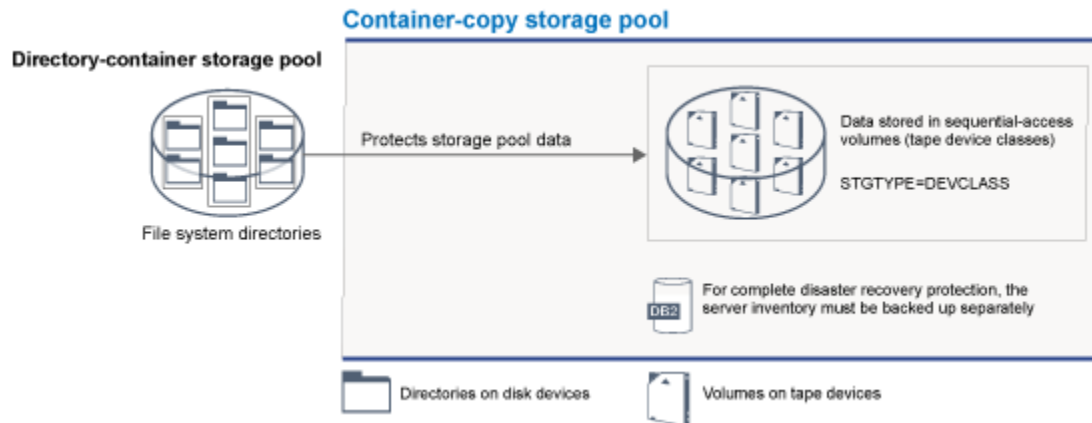 Container-copy storage pool
Directory-container storage pool
Protects storage pool data
Data stored in sequential-access
volumes (tape device classes)
STGTYPE=DEVCLASS
File system directories
DB2
For complete disaster recovery protection, the
server inventory must be backed up separately
Directories on disk devices
Volumes on tape devices